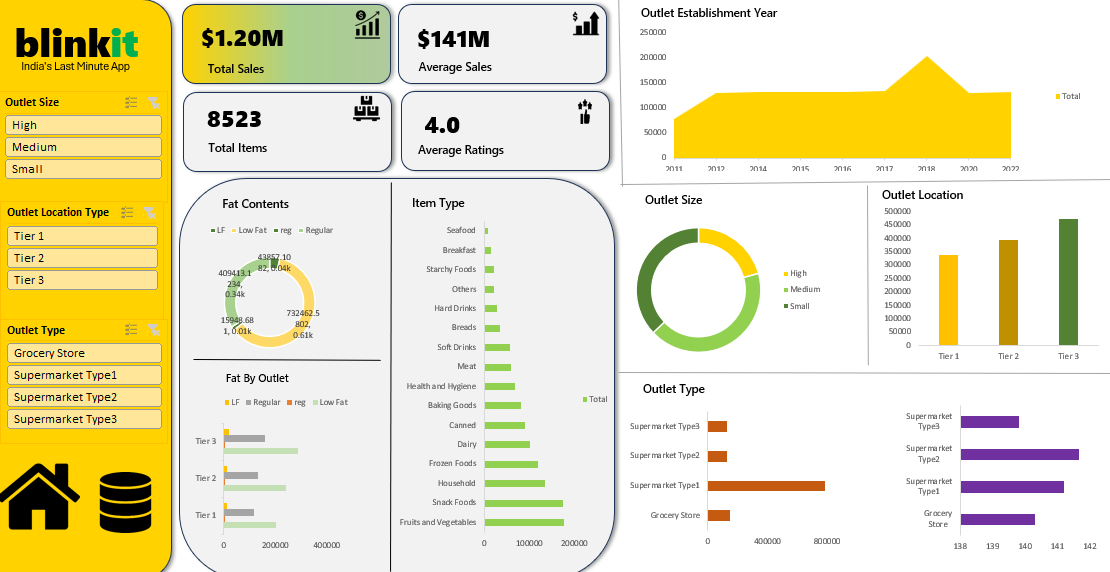 blinkit
India's Last Minute App
Outlet Size
High
Medium
Small
Outlet Location Type
Tier 1
Tier 2
Tier 3
Outlet Type
Grocery Store
Supermarket Type1
Supermarket Type2
Supermarket Type3
$1.20M
Total Sales
$141M
Average Sales
8523
Total Items
4.0
Average Ratings
Fat Contents
LF Low Fat reg Regular
43857.10
82, 0.04k
409413.1
234,
0.34k
15948.68
1, 0.01k
732462.5
802,
0.61k
Fat By Outlet
LF Regular reg Low Fat
Tier 3
Tier 2
Tier 1
0 200000 400000
Item Type
Seafood
Breakfast
Starchy Foods
Others
Hard Drinks
Breads
Soft Drinks
Meat
Health and Hygiene
Baking Goods
Canned
Dairy
Frozen Foods
Household
Snack Foods
Fruits and Vegetables
0 100000 200000
Total
Outlet Establishment Year
250000
200000
150000
100000
50000
0
2011 2012 2014 2015 2016 2017 2018 2020 2022
Total
Outlet Size
High
Medium
Small
Outlet Location
500000
450000
400000
350000
300000
250000
200000
150000
100000
50000
0
Tier 1 Tier 2 Tier 3
Outlet Type
Supermarket Type3
Supermarket Type2
Supermarket Type1
Grocery Store
0 400000 800000
Supermarket
Type3
Supermarket
Type2
Supermarket
Type1
Grocery
Store
138 139 140 141 142